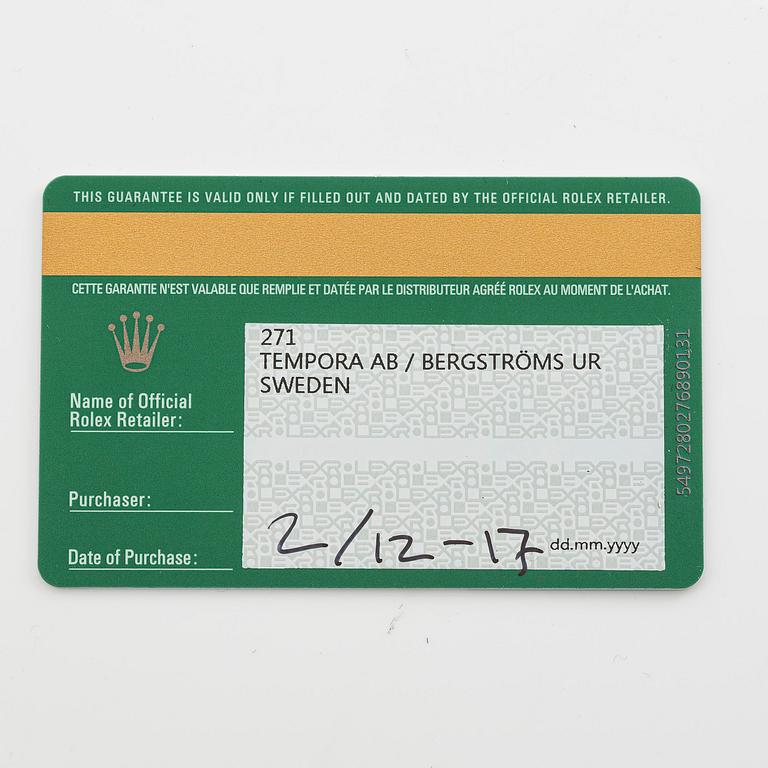 THIS GUARANTEE IS VALID ONLY IF FILLED OUT AND DATED BY THE OFFICIAL ROLEX RETAILER.
CETTE GARANTIE N'EST VALABLE QUE REMPLIE ET DATÉE PAR LE DISTRIBUTEUR AGRÉÉ ROLEX AU MOMENT DE L'ACHAT.
271
TEMPORA AB / BERGSTRÖMS UR
SWEDEN
Name of Official
Rolex Retailer:
Purchaser:
Date of Purchase:
2/12-17 dd.mm.yyyy
5497280276890131